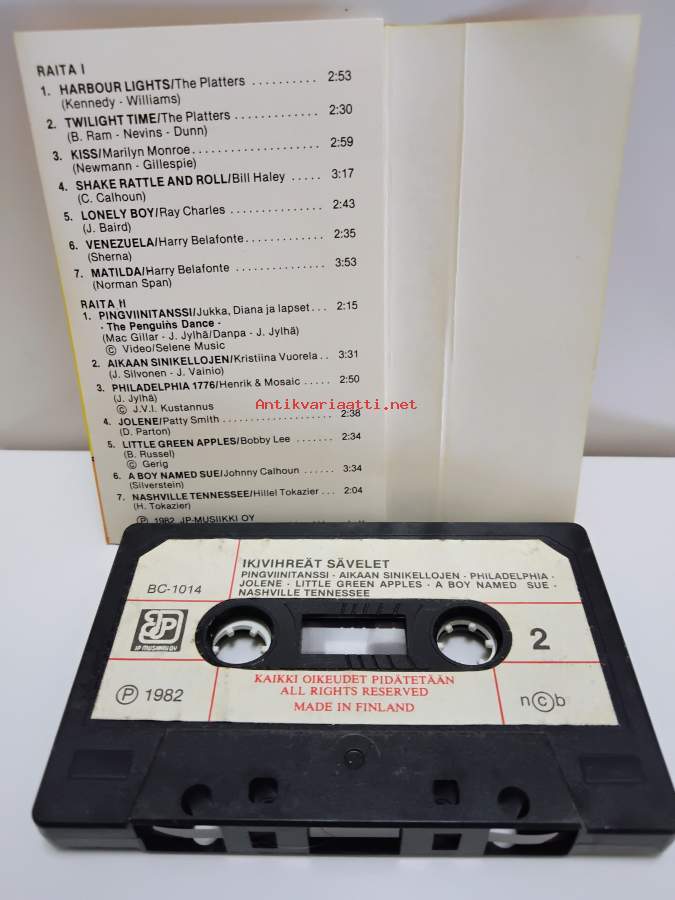 RAITA I
1. HARBOUR LIGHTS/The Platters .......... 2:53
(Kennedy - Williams)
2. TWILIGHT TIME/The Platters ............. 2:30
(B. Ram - Nevins - Dunn)
3. KISS/Marilyn Monroe ................... 2:59
(Newmann - Gillespie)
4. SHAKE RATTLE AND ROLL/Bill Haley ..... 3:17
(C. Calhoun)
5. LONELY BOY/Ray Charles ............... 2:43
(J. Baird)
6. VENEZUELA/Harry Belafonte ............. 2:35
(Sherna)
7. MATILDA/Harry Belafonte .............. 3:53
(Norman Span)
RAITA II
1. PINGVIINITANSSI/Jukka, Diana ja lapset ... 2:15
- The Penguins Dance -
(Mac Gillar - J. Jylhä/Danpa - J. Jylhä)
© Video/Selene Music
2. AIKAAN SINIKELLOJEN/Kristiina Vuorela .. 3:31
(J. Silvonen - J. Vainio)
3. PHILADELPHIA 1776/Henrik & Mosaic ..... 2:50
(J. Jylhä)
© J.V.I. Kustannus
4. JOLENE/Patty Smith .................... 2:38
(D. Parton)
5. LITTLE GREEN APPLES/Bobby Lee ....... 2:34
(B. Russel)
© Gerig
6. A BOY NAMED SUE/Johnny Calhoun ...... 3:34
(Silverstein)
7. NASHVILLE TENNESSEE/Hillel Tokazier ... 2:04
(H. Tokazier)
℗ 1982 JP-MUSIIKKI OY
Antikvariaatti.net
IKIVIHREÄT SÄVELET
PINGVIINITANSSI · AIKAAN SINIKELLOJEN · PHILADELPHIA ·
JOLENE · LITTLE GREEN APPLES · A BOY NAMED SUE ·
NASHVILLE TENNESSEE
BC-1014
JP
JP MUSIIKKI OY
2
℗ 1982
KAIKKI OIKEUDET PIDÄTETÄÄN
ALL RIGHTS RESERVED
MADE IN FINLAND
n©b